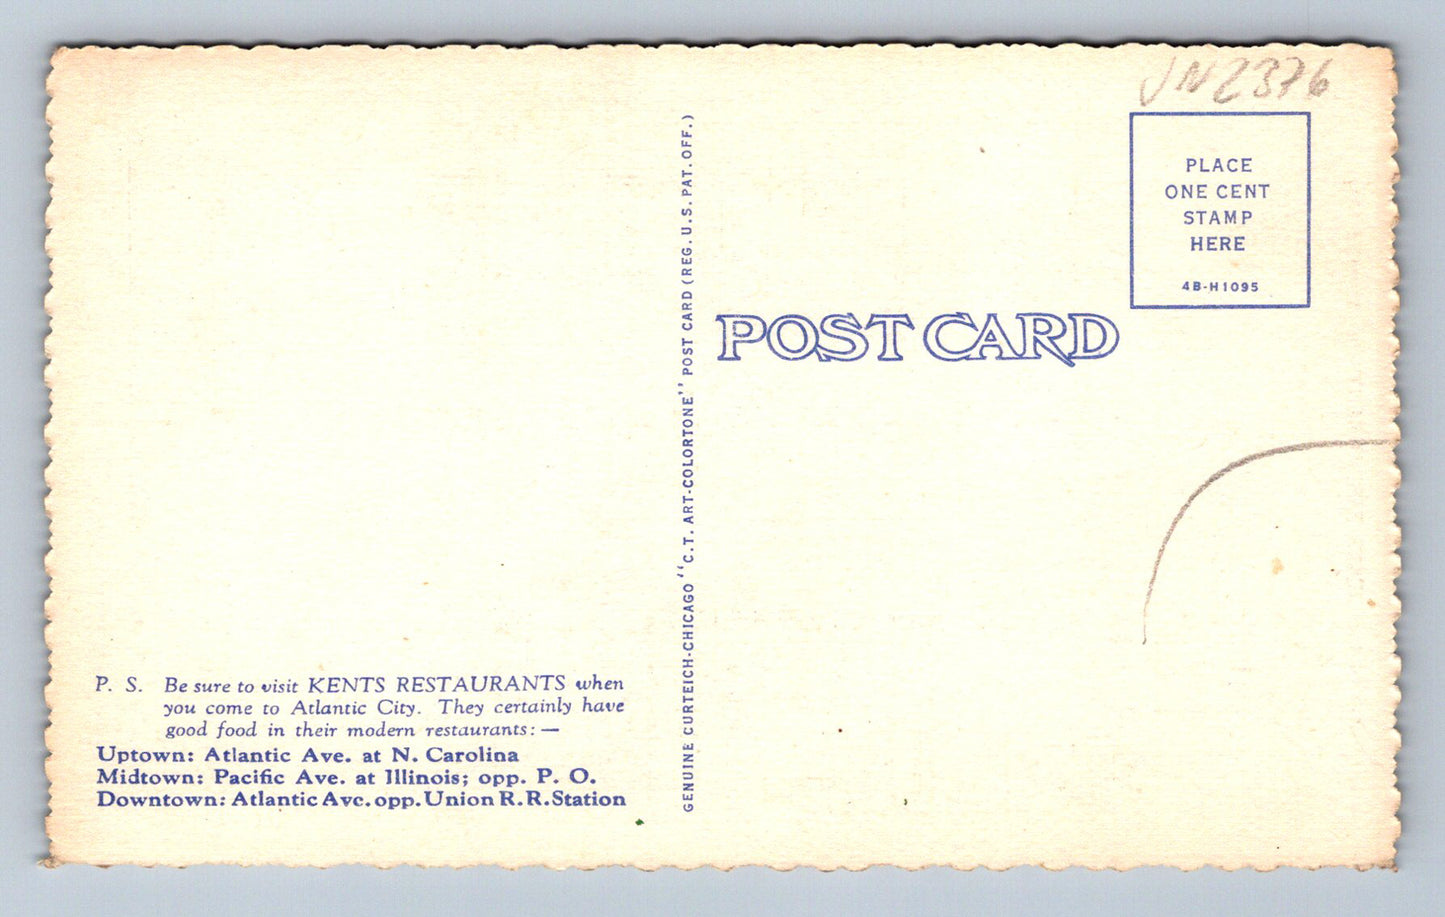 JN2376
PLACE
ONE CENT
STAMP
HERE
4B-H1095
POST CARD
GENUINE CURTEICH-CHICAGO "C.T. ART-COLORTONE" POST CARD (REG. U.S. PAT. OFF.)
P. S. Be sure to visit KENTS RESTAURANTS when
you come to Atlantic City. They certainly have
good food in their modern restaurants: —
Uptown: Atlantic Ave. at N. Carolina
Midtown: Pacific Ave. at Illinois; opp. P. O.
Downtown: Atlantic Ave. opp. Union R.R. Station